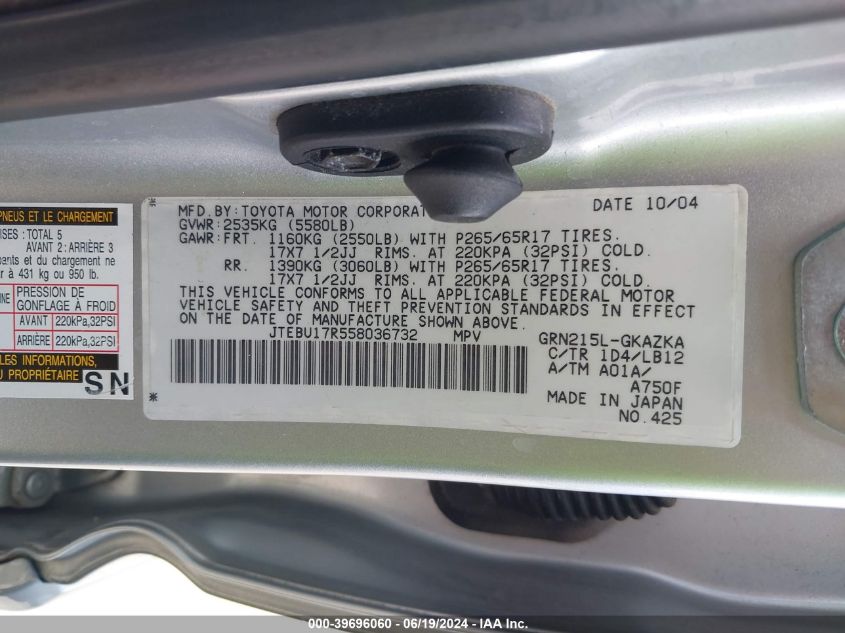 PNEUS ET LE CHARGEMENT
TOTAL 5
AVANT 2: ARRIÈRE 3
et du chargement ne
431 kg ou 950 lb.
PRESSION DE
GONFLAGE À FROID
AVANT 220kPa,32PSI
ARRIÈRE 220kPa,32PSI
LES INFORMATIONS,
DU PROPRIÉTAIRE
SN
MFD.BY:TOYOTA MOTOR DATE 10/04
GVWR:2535KG (5580LB)
GAWR:FRT. 1160KG (2550LB) WITH P265/65R17 TIRES.
17X7 1/2JJ RIMS. AT 220KPA (32PSI) COLD.
RR. 1390KG (3060LB) WITH P265/65R17 TIRES.
17X7 1/2JJ RIMS. AT 220KPA (32PSI) COLD.
THIS VEHICLE CONFORMS TO ALL APPLICABLE FEDERAL MOTOR
VEHICLE SAFETY AND THEFT PREVENTION STANDARDS IN EFFECT
ON THE DATE OF MANUFACTURE SHOWN ABOVE.
JTEBU17R558036732 MPV GRN215L-GKAZKA
C/TR 1D4/LB12
A/TM A01A/
A750F
MADE IN JAPAN
NO.425
000-39696060 / 06/19/2024 / IAA Inc.